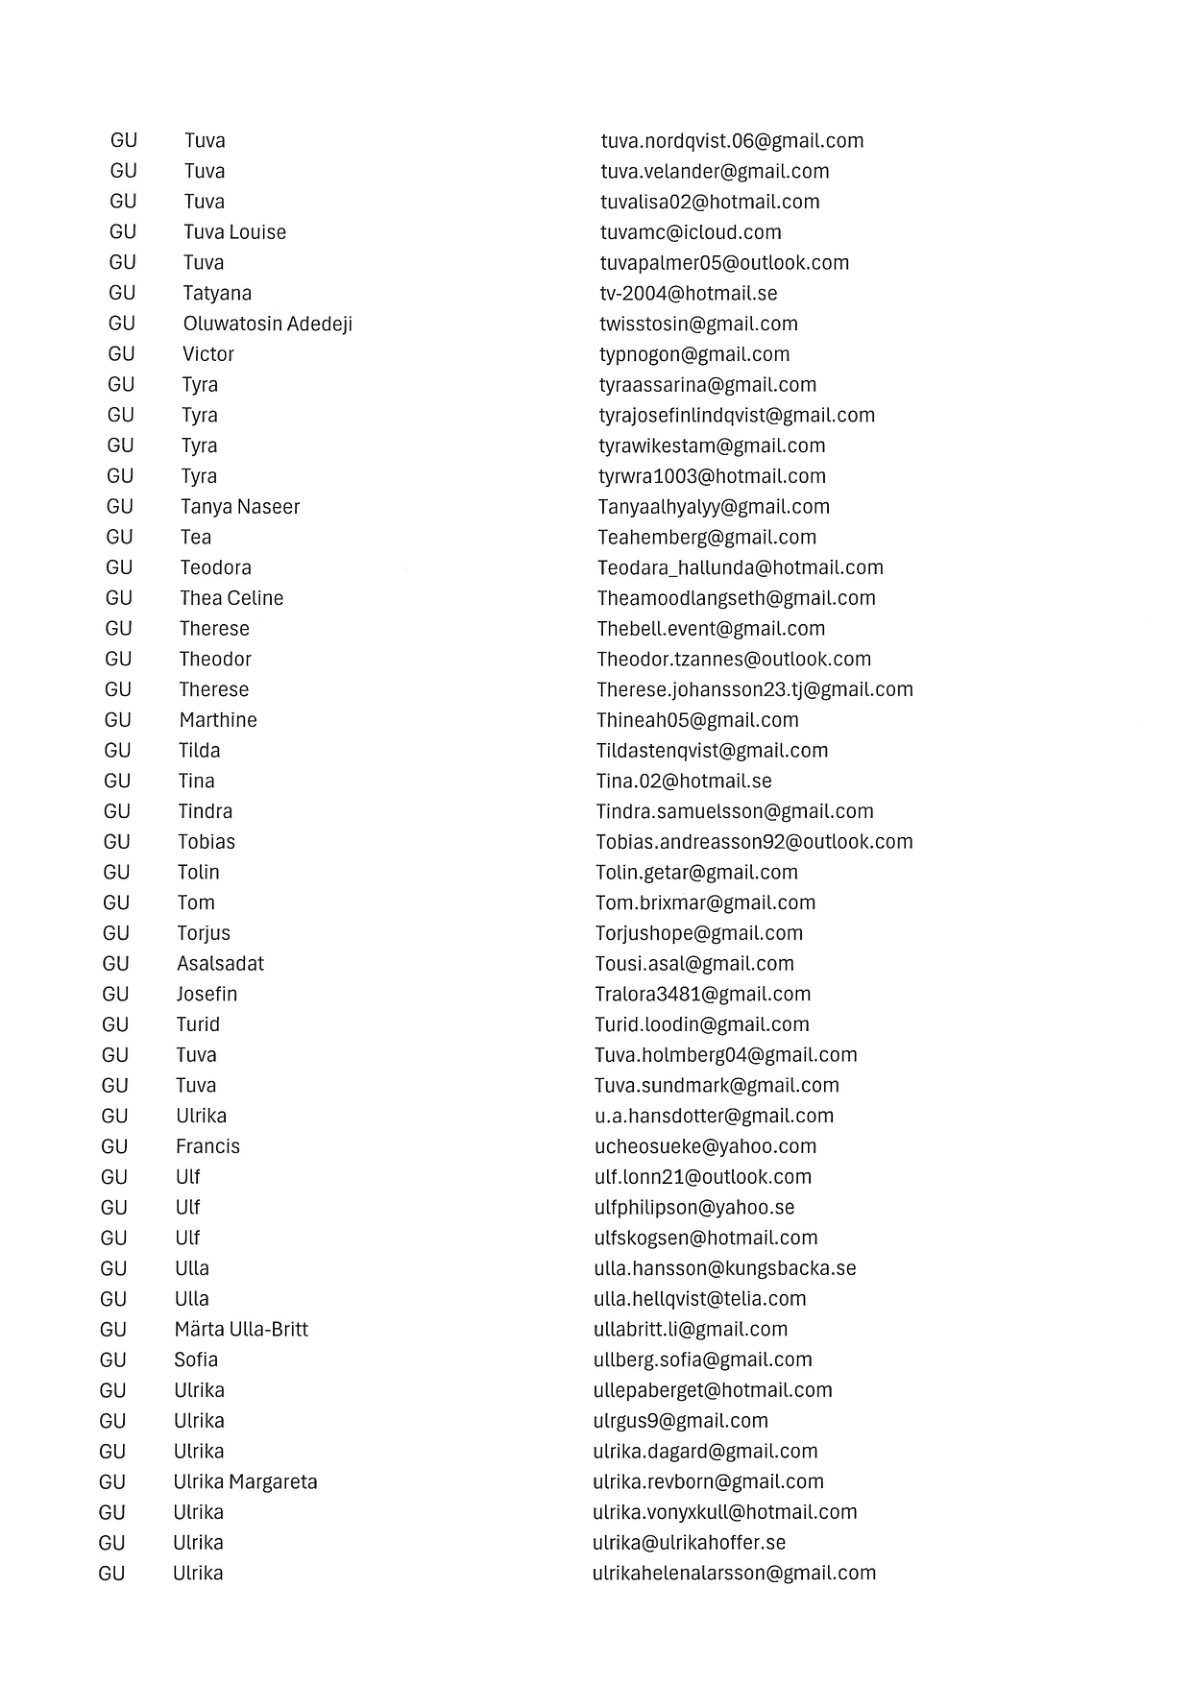 GU Tuva tuva.nordqvist.06@gmail.com
GU Tuva tuva.velander@gmail.com
GU Tuva tuvalisa02@hotmail.com
GU Tuva Louise tuvamc@icloud.com
GU Tuva tuvapalmer05@outlook.com
GU Tatyana tv-2004@hotmail.se
GU Oluwatosin Adedeji twisstosin@gmail.com
GU Victor typnogon@gmail.com
GU Tyra tyraassarina@gmail.com
GU Tyra tyrajosefinlindqvist@gmail.com
GU Tyra tyrawikestam@gmail.com
GU Tyra tyrwra1003@hotmail.com
GU Tanya Naseer Tanyaalhyalyy@gmail.com
GU Tea Teahemberg@gmail.com
GU Teodora Teodara_hallunda@hotmail.com
GU Thea Celine Theamoodlangseth@gmail.com
GU Therese Thebell.event@gmail.com
GU Theodor Theodor.tzannes@outlook.com
GU Therese Therese.johansson23.tj@gmail.com
GU Marthine Thineah05@gmail.com
GU Tilda Tildastenqvist@gmail.com
GU Tina Tina.02@hotmail.se
GU Tindra Tindra.samuelsson@gmail.com
GU Tobias Tobias.andreasson92@outlook.com
GU Tolin Tolin.getar@gmail.com
GU Tom Tom.brixmar@gmail.com
GU Torjus Torjushope@gmail.com
GU Asalsadat Tousi.asal@gmail.com
GU Josefin Tralora3481@gmail.com
GU Turid Turid.loodin@gmail.com
GU Tuva Tuva.holmberg04@gmail.com
GU Tuva Tuva.sundmark@gmail.com
GU Ulrika u.a.hansdotter@gmail.com
GU Francis ucheosueke@yahoo.com
GU Ulf ulf.lonn21@outlook.com
GU Ulf ulfphilipson@yahoo.se
GU Ulf ulfskogsen@hotmail.com
GU Ulla ulla.hansson@kungsbacka.se
GU Ulla ulla.hellqvist@telia.com
GU Märta Ulla-Britt ullabritt.li@gmail.com
GU Sofia ullberg.sofia@gmail.com
GU Ulrika ullepaberget@hotmail.com
GU Ulrika ulrgus9@gmail.com
GU Ulrika ulrika.dagard@gmail.com
GU Ulrika Margareta ulrika.revborn@gmail.com
GU Ulrika ulrika.vonyxkull@hotmail.com
GU Ulrika ulrika@ulrikahoffer.se
GU Ulrika ulrikahelenalarsson@gmail.com